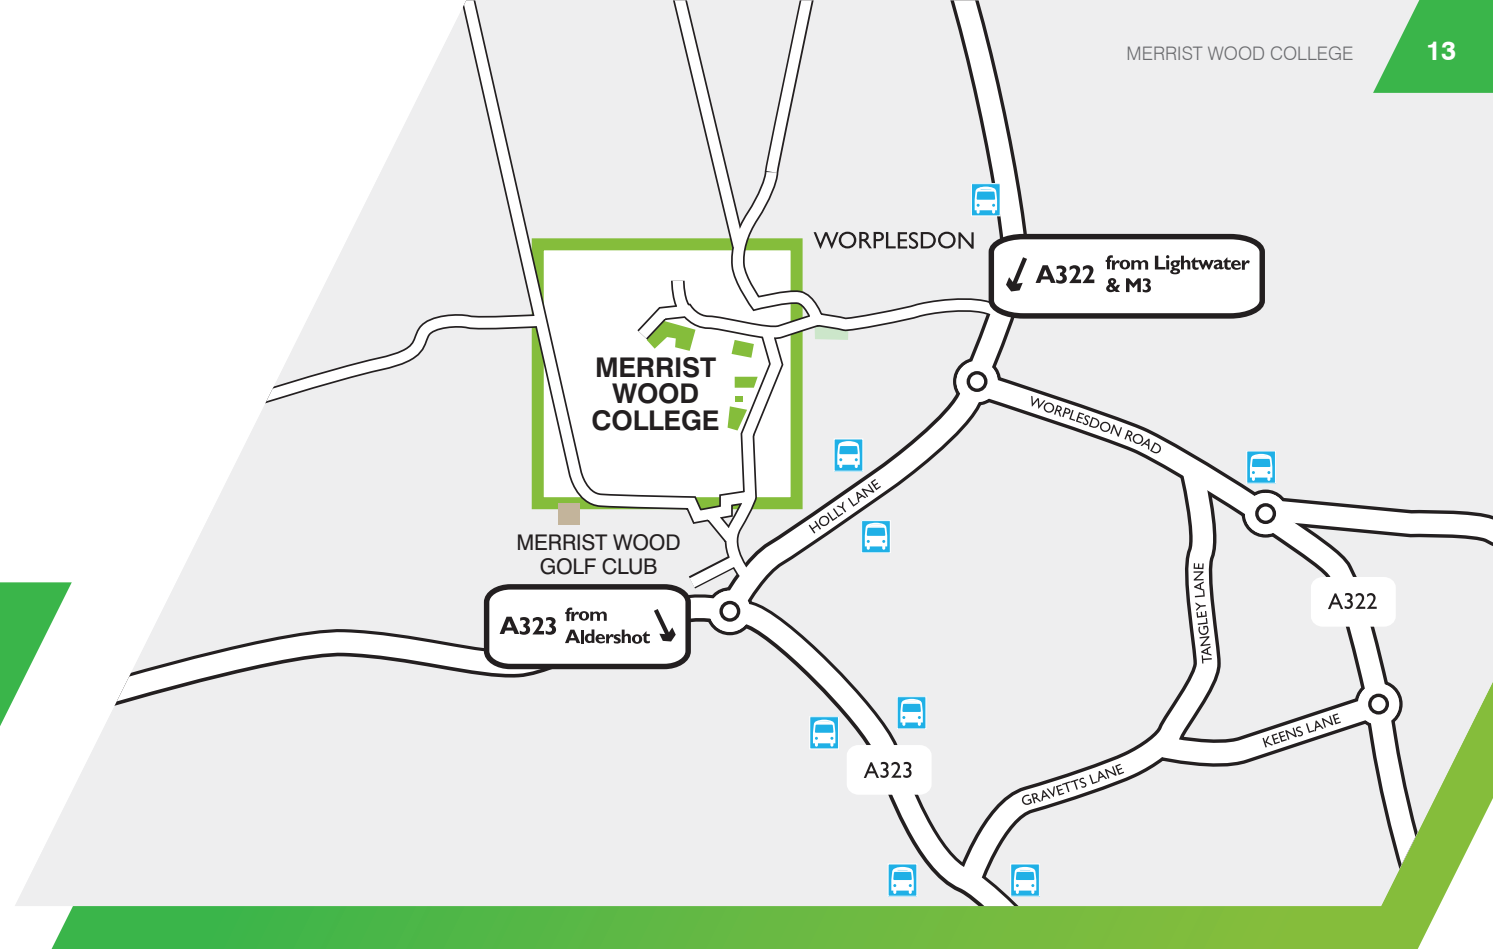 MERRIST WOOD COLLEGE
13
WORPLESDON
A322 from Lightwater
& M3
MERRIST
WOOD
COLLEGE
WORPLESDON ROAD
HOLLY LANE
MERRIST WOOD
GOLF CLUB
TANGLEY LANE
A322
A323 from
Aldershot
KEENS LANE
A323
GRAVETTS LANE